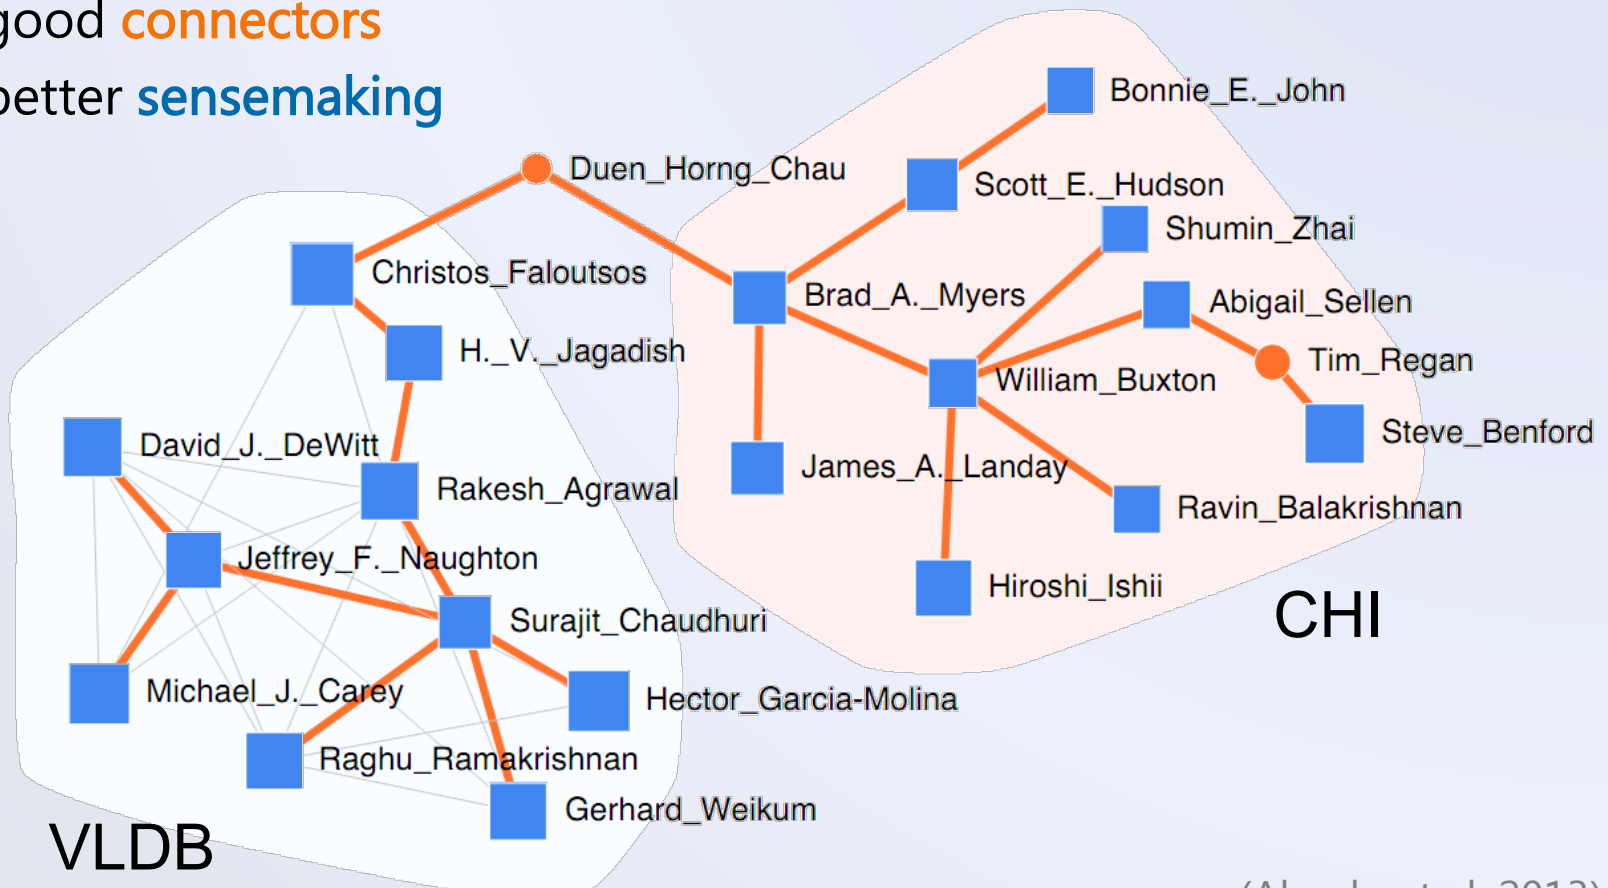 good connectors
better sensemaking
Bonnie_E._John
Duen_Horng_Chau
Scott_E._Hudson
Shumin_Zhai
Christos_Faloutsos
Brad_A._Myers
Abigail_Sellen
H._V._Jagadish
Tim_Regan
William_Buxton
Steve_Benford
David_J._DeWitt
James_A._Landay
Rakesh_Agrawal
Ravin_Balakrishnan
Jeffrey_F._Naughton
Hiroshi_Ishii
CHI
Surajit_Chaudhuri
Michael_J._Carey
Hector_Garcia-Molina
Raghu_Ramakrishnan
Gerhard_Weikum
VLDB